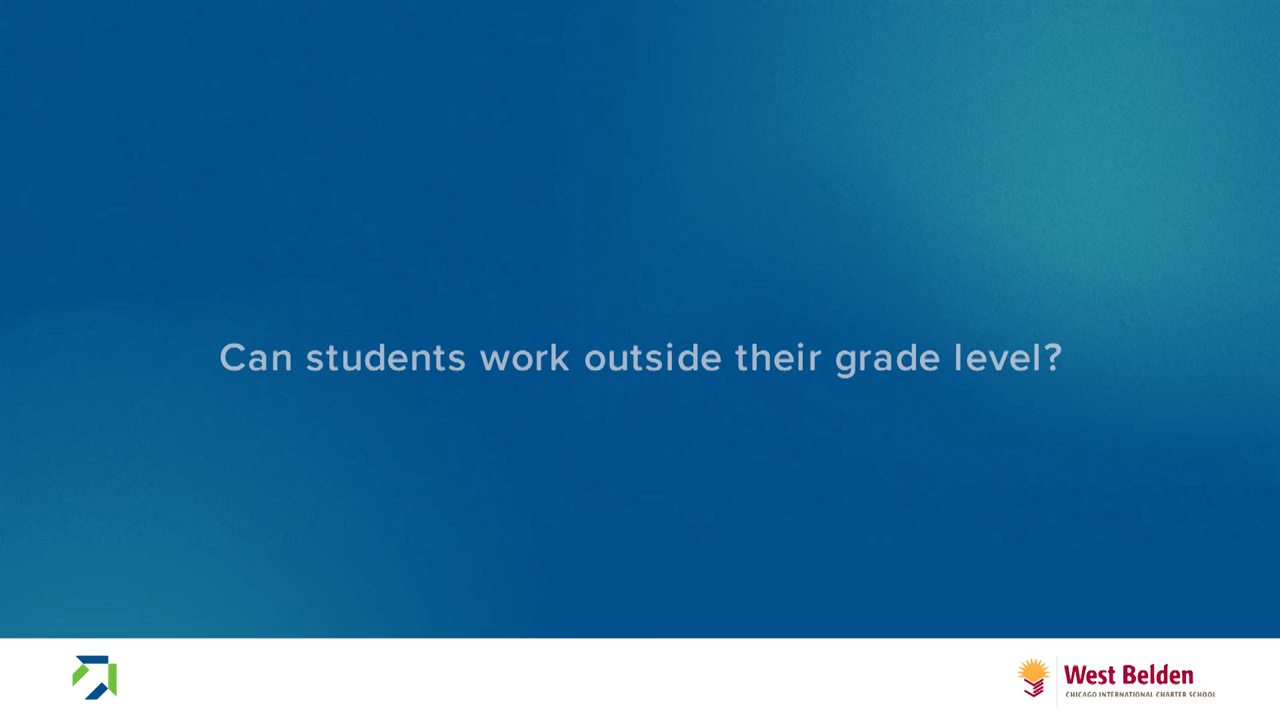 Can students work outside their grade level?
West Belden
CHICAGO INTERNATIONAL CHARTER SCHOOL